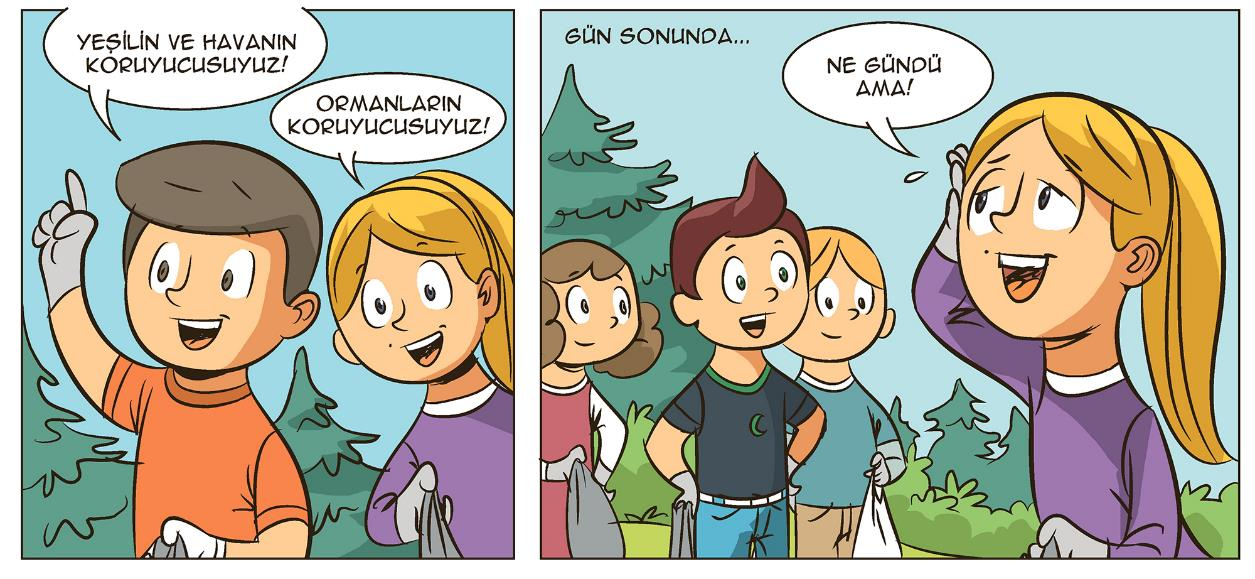 YEŞİLİN VE HAVANIN
KORUYUCUSUYUZ!
ORMANLARIN
KORUYUCUSUYUZ!
GÜN SONUNDA...
NE GÜNDÜ
AMA!